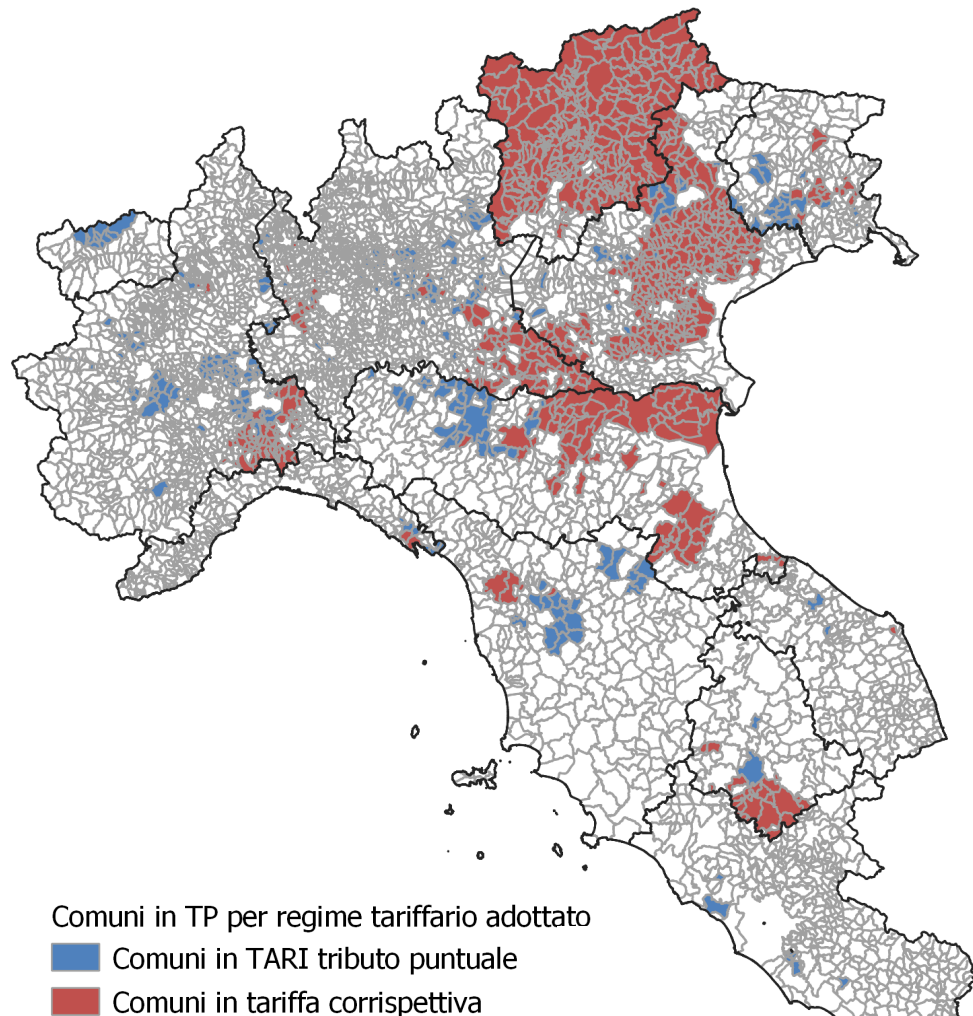 Comuni in TP per regime tariffario adottato
Comuni in TARI tributo puntuale
Comuni in tariffa corrispettiva